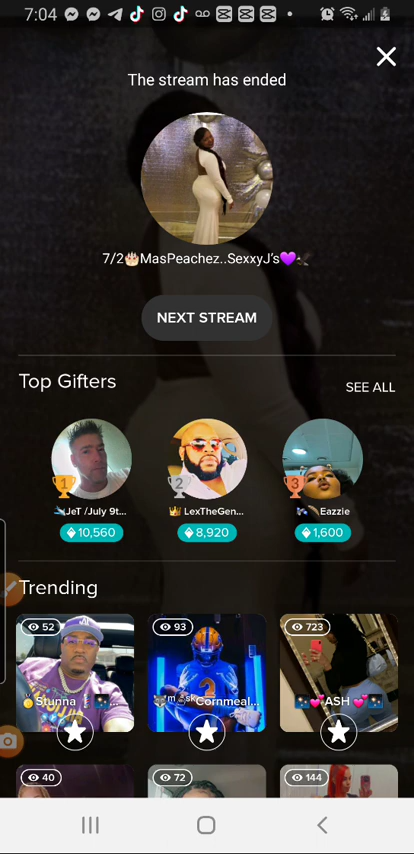 7:04
The stream has ended
7/2🎂MasPeachez..SexxyJ's💜
NEXT STREAM
Top Gifters
SEE ALL
1
2
3
JeT /July 9t...
👑 LexTheGen...
Eazzie
10,560
8,920
1,600
Trending
52
93
723
Stunna ...
Cornmeal...
💕ASH 💕
40
72
144